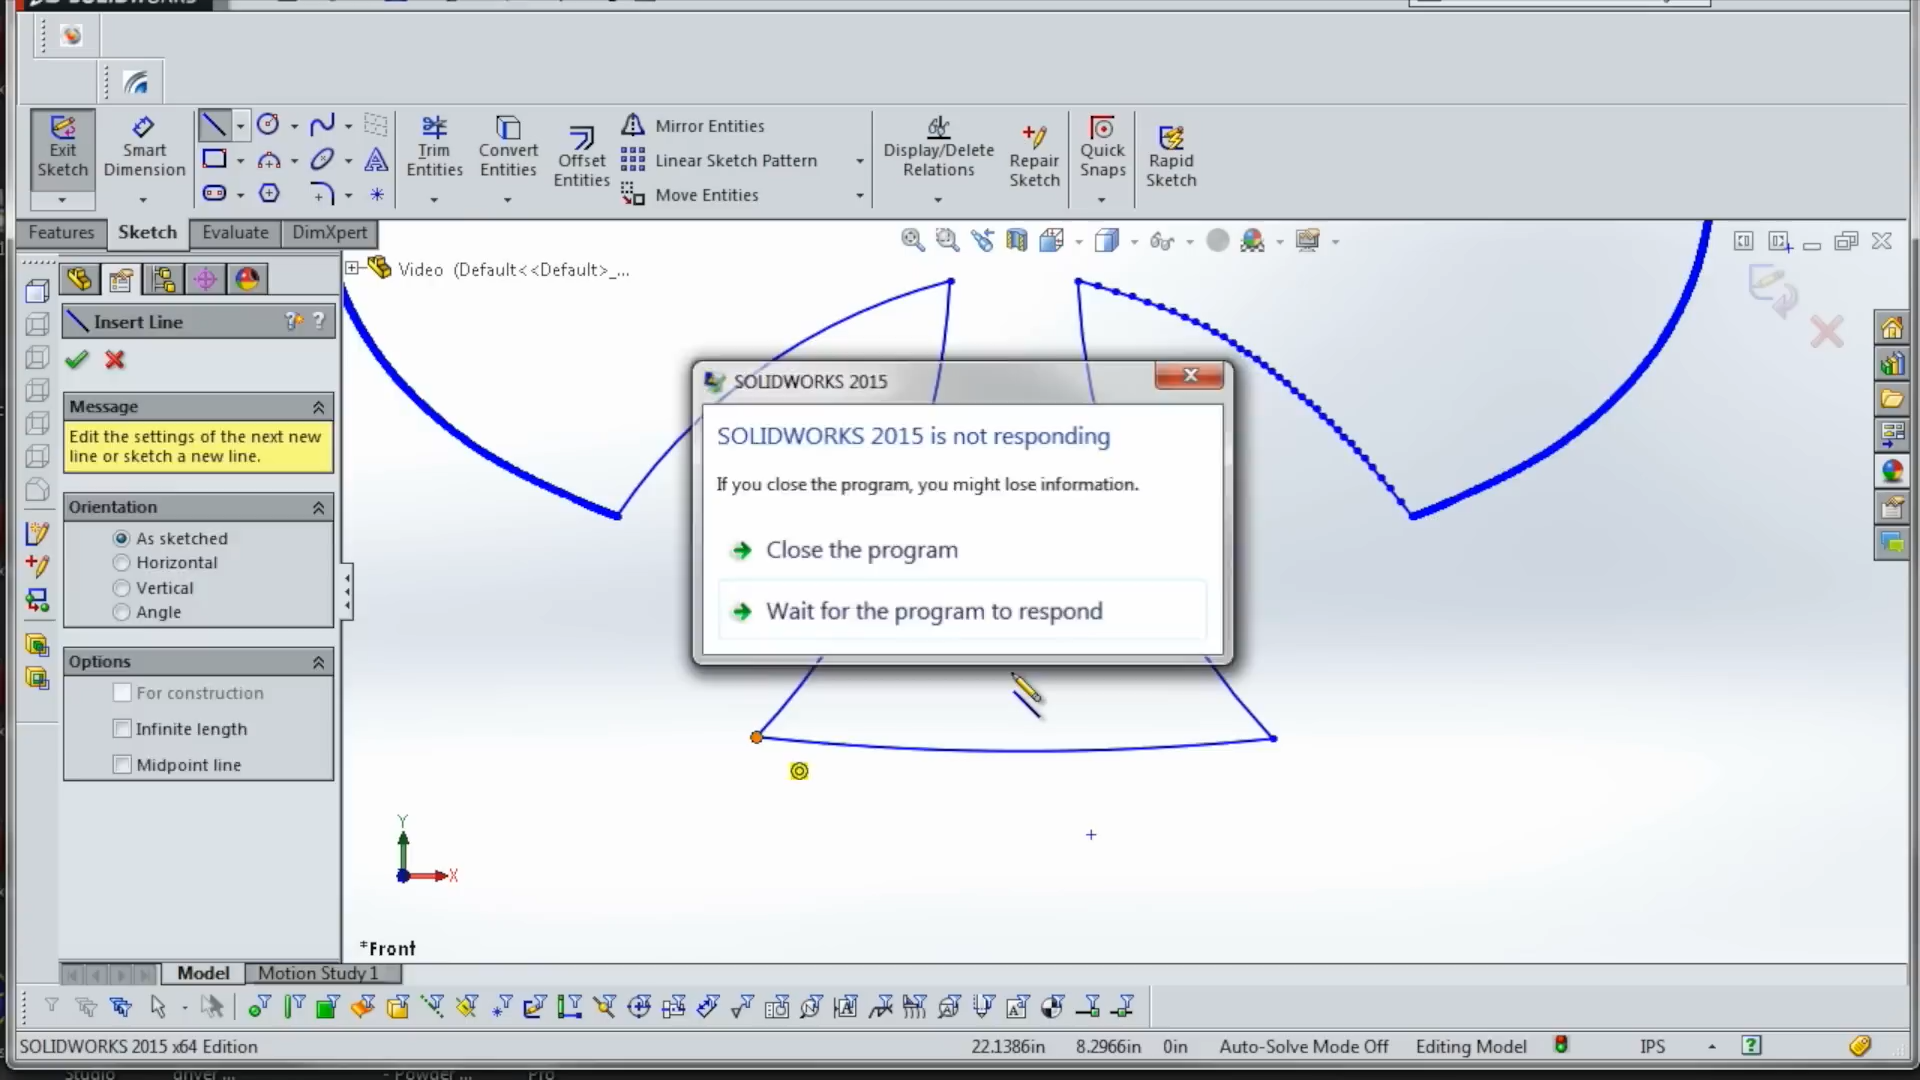 SOLIDWORKS
Exit Sketch
Smart Dimension
Trim Entities
Convert Entities
Offset Entities
Mirror Entities
Linear Sketch Pattern
Move Entities
Display/Delete Relations
Repair Sketch
Quick Snaps
Rapid Sketch
Features
Sketch
Evaluate
DimXpert
Video (Default<<Default>_...
Insert Line
?
Message
Edit the settings of the next new
line or sketch a new line.
Orientation
As sketched
Horizontal
Vertical
Angle
Options
For construction
Infinite length
Midpoint line
SOLIDWORKS 2015
SOLIDWORKS 2015 is not responding
If you close the program, you might lose information.
Close the program
Wait for the program to respond
Y
X
*Front
Model
Motion Study 1
SOLIDWORKS 2015 x64 Edition
22.1386in
8.2966in
0in
Auto-Solve Mode Off
Editing Model
IPS
?
Studio
driver ...
- Powder ...
Pro